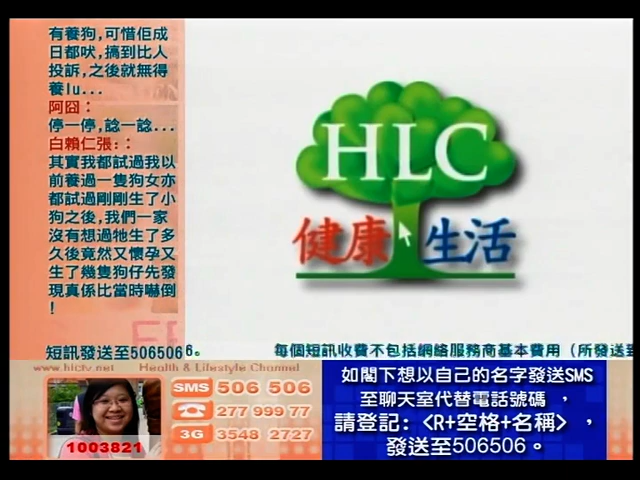 有養狗,可惜佢成
日都吠,搞到比人
投訴,之後就無得
養lu...
阿囧:
停一停,諗一諗...
白賴仁張::
其實我都試過我以
前養過一隻狗女亦
都試過剛剛生了小
狗之後,我們一家
沒有想過牠生了多
久後竟然又懷孕又
生了幾隻狗仔先發
現真係比當時嚇倒
!
HLC
健康 生活
短訊發送至506506
6。
每個短訊收費不包括網絡服務商基本費用(所發送至
www.hlctv.net Health & Lifestyle Channel
SMS 506 506
277 999 77
3G 3548 2727
1003821
如閣下想以自己的名字發送SMS
至聊天室代替電話號碼 ,
請登記: <R+空格+名稱> ,
發送至506506。